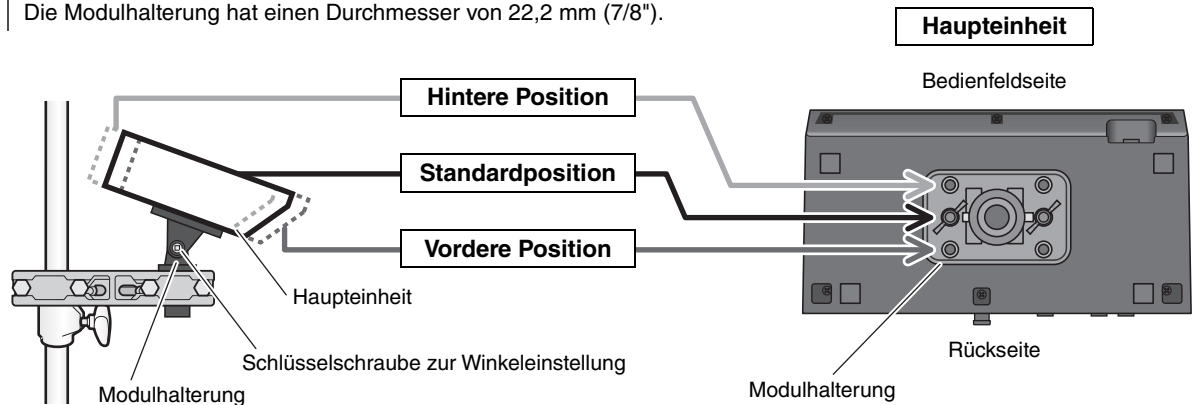 Die Modulhalterung hat einen Durchmesser von 22,2 mm (7/8").
Haupteinheit
Bedienfeldseite
Hintere Position
Standardposition
Vordere Position
Haupteinheit
Schlüsselschraube zur Winkeleinstellung
Modulhalterung
Rückseite
Modulhalterung